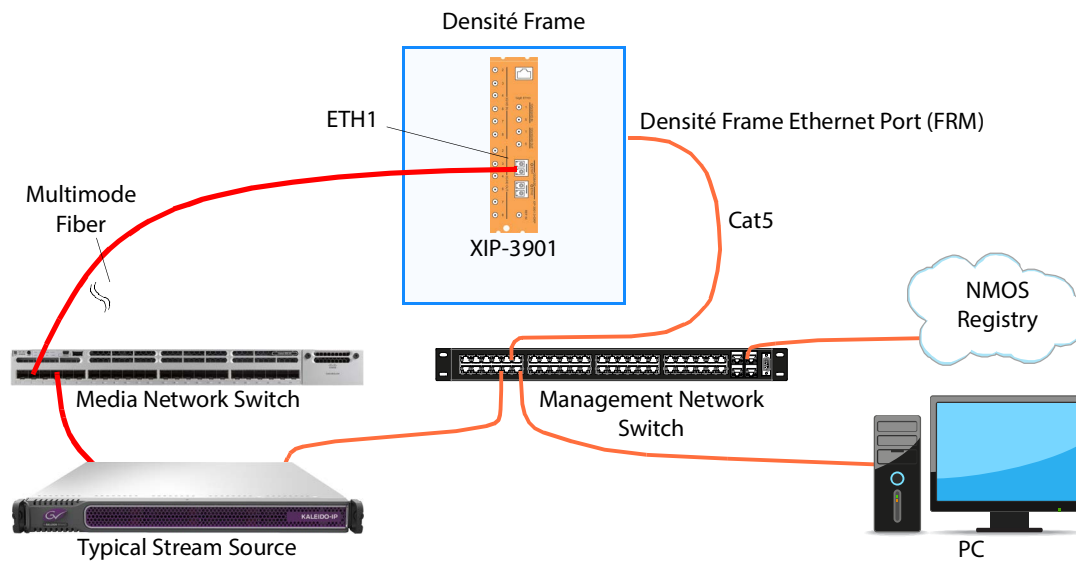 Densité Frame
ETH1
Densité Frame Ethernet Port (FRM)
Multimode
Fiber
Cat5
XIP-3901
NMOS
Registry
Media Network Switch
Management Network
Switch
KALEIDO-IP
Typical Stream Source
PC